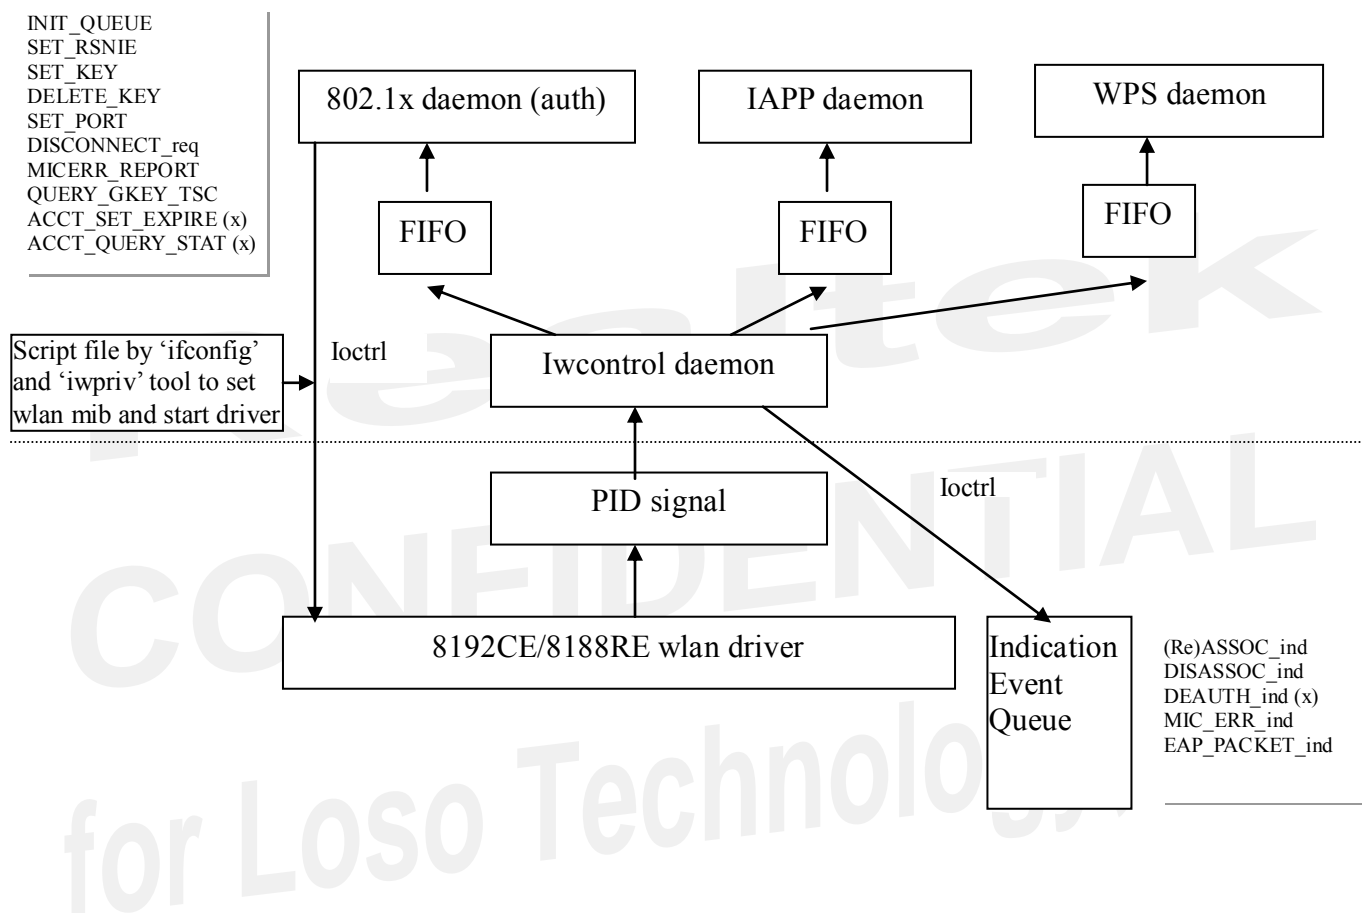 INIT_QUEUE
SET_RSNIE
SET_KEY
DELETE_KEY
SET_PORT
DISCONNECT_req
MICERR_REPORT
QUERY_GKEY_TSC
ACCT_SET_EXPIRE (x)
ACCT_QUERY_STAT (x)
802.1x daemon (auth)
IAPP daemon
WPS daemon
FIFO
FIFO
FIFO
Script file by ‘ifconfig’
and ‘iwpriv’ tool to set
wlan mib and start driver
Ioctrl
Iwcontrol daemon
PID signal
Ioctrl
8192CE/8188RE wlan driver
Indication
Event
Queue
(Re)ASSOC_ind
DISASSOC_ind
DEAUTH_ind (x)
MIC_ERR_ind
EAP_PACKET_ind
Realtek
CONFIDENTIAL
for Loso Technology,